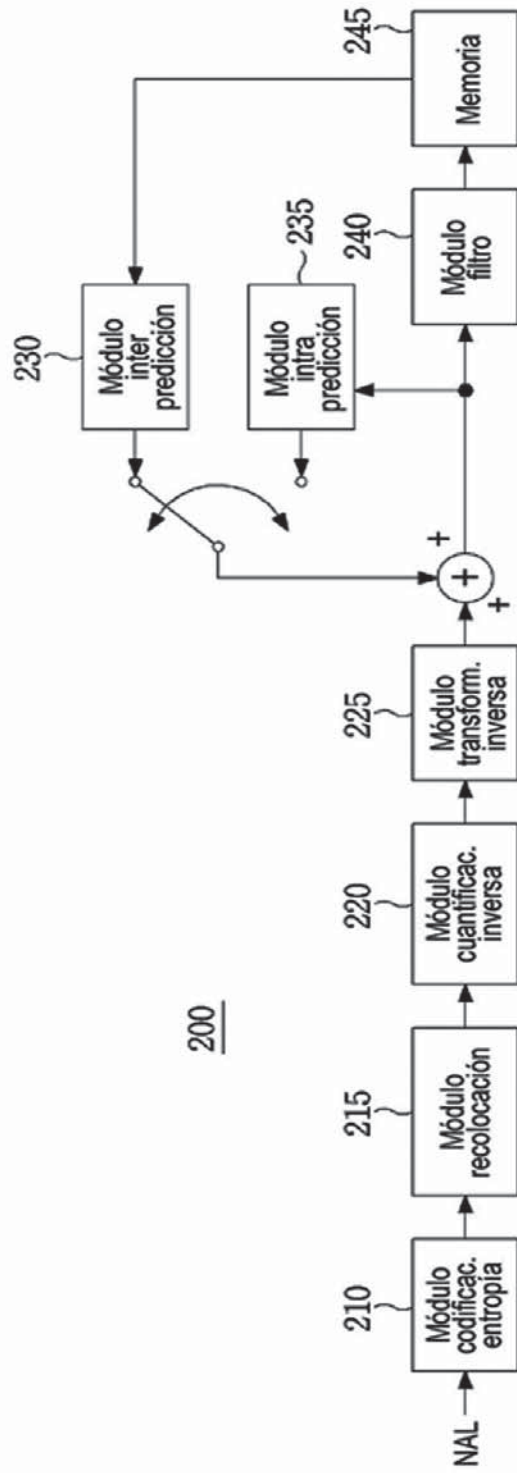 200
NAL
210
Módulo
codificac.
entropía
215
Módulo
recolocación
220
Módulo
cuantificac.
inversa
225
Módulo
transform.
inversa
+
+
+
230
Módulo
inter
predicción
235
Módulo
intra
predicción
240
Módulo
filtro
245
Memoria